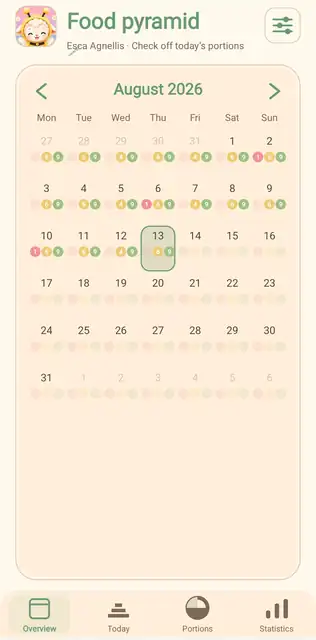 Food pyramid
Esca Agnellis · Check off today's portions
August 2026
Mon Tue Wed Thu Fri Sat Sun
27 28 29 30 31 1 2
3 4 5 6 7 8 9
10 11 12 13 14 15 16
17 18 19 20 21 22 23
24 25 26 27 28 29 30
31 1 2 3 4 5 6
Overview Today Portions Statistics